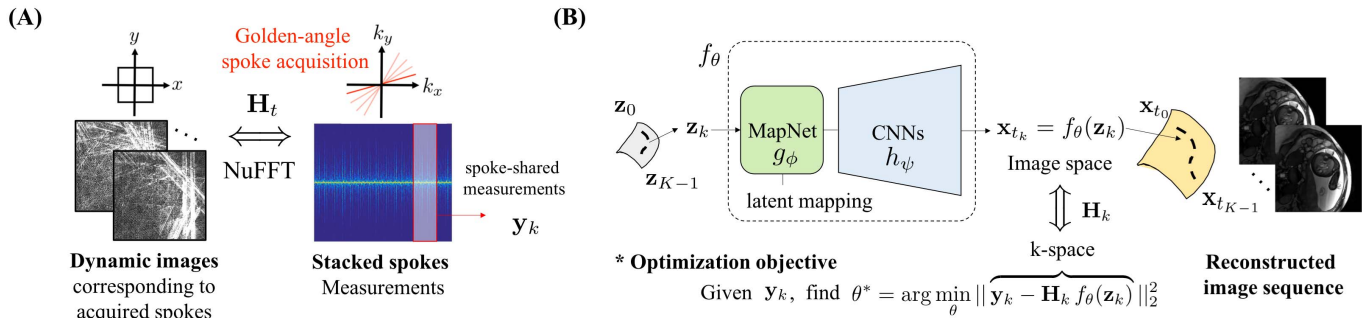 (A)
y
x
Golden-angle
spoke acquisition
k_y
k_x
H_t
NuFFT
spoke-shared
measurements
y_k
Dynamic images
corresponding to
acquired spokes
Stacked spokes
Measurements
(B)
f_θ
z_0
z_k
z_{K−1}
MapNet
g_ϕ
CNNs
h_ψ
latent mapping
x_{t_k} = f_θ(z_k)
Image space
H_k
k-space
x_{t_0}
x_{t_{K−1}}
Reconstructed
image sequence
* Optimization objective
Given y_k, find θ* = arg min_θ || y_k − H_k f_θ(z_k) ||_2^2